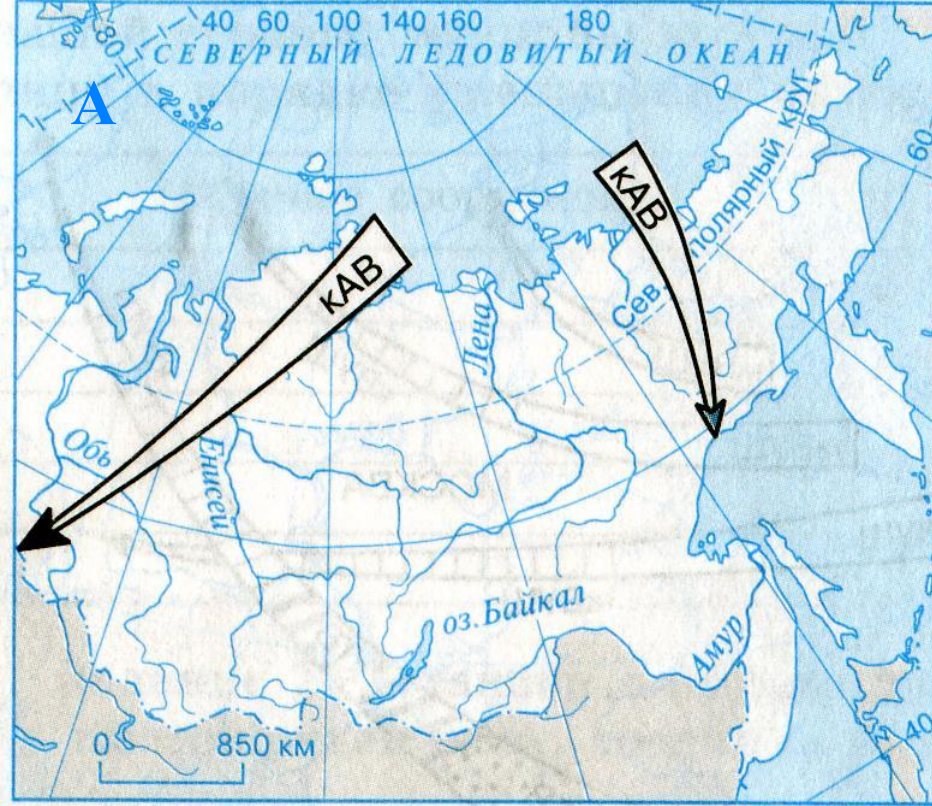 80 40 60 100 140 160 180
СЕВЕРНЫЙ ЛЕДОВИТЫЙ ОКЕАН
А
60
Сев. полярный круг
кАВ
кАВ
Лена
Обь
Енисей
оз. Байкал
Амур
40
0 850 км